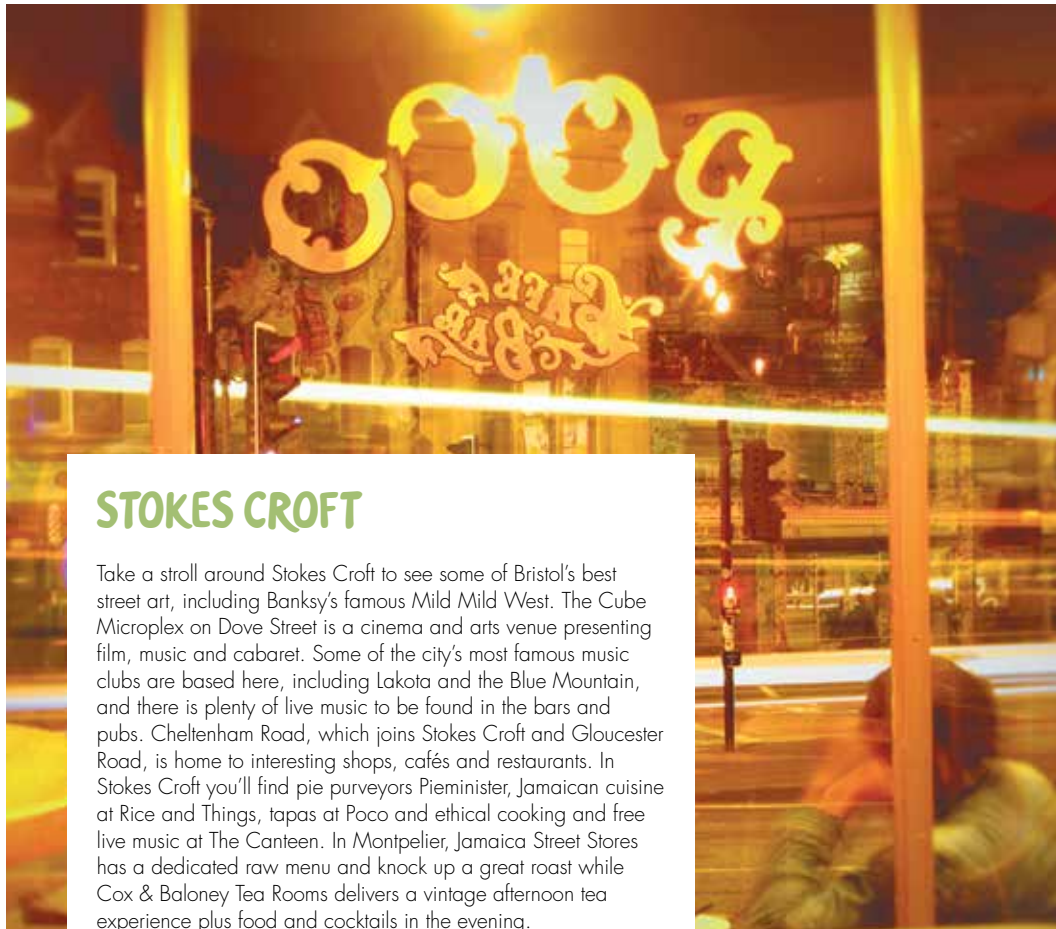 poco
STOKES CROFT
Take a stroll around Stokes Croft to see some of Bristol's best
street art, including Banksy's famous Mild Mild West. The Cube
Microplex on Dove Street is a cinema and arts venue presenting
film, music and cabaret. Some of the city's most famous music
clubs are based here, including Lakota and the Blue Mountain,
and there is plenty of live music to be found in the bars and
pubs. Cheltenham Road, which joins Stokes Croft and Gloucester
Road, is home to interesting shops, cafés and restaurants. In
Stokes Croft you'll find pie purveyors Pieminister, Jamaican cuisine
at Rice and Things, tapas at Poco and ethical cooking and free
live music at The Canteen. In Montpelier, Jamaica Street Stores
has a dedicated raw menu and knock up a great roast while
Cox & Baloney Tea Rooms delivers a vintage afternoon tea
experience plus food and cocktails in the evening.